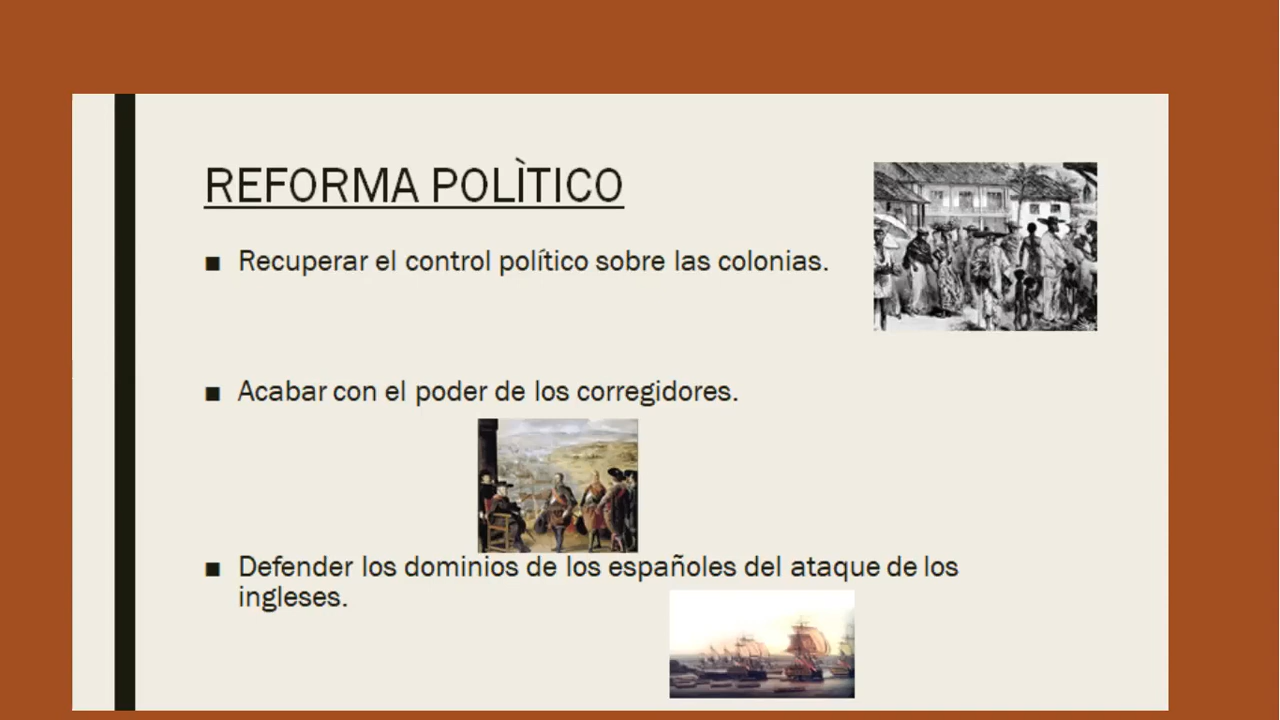 REFORMA POLÌTICO
▪ Recuperar el control político sobre las colonias.
▪ Acabar con el poder de los corregidores.
▪ Defender los dominios de los españoles del ataque de los
ingleses.